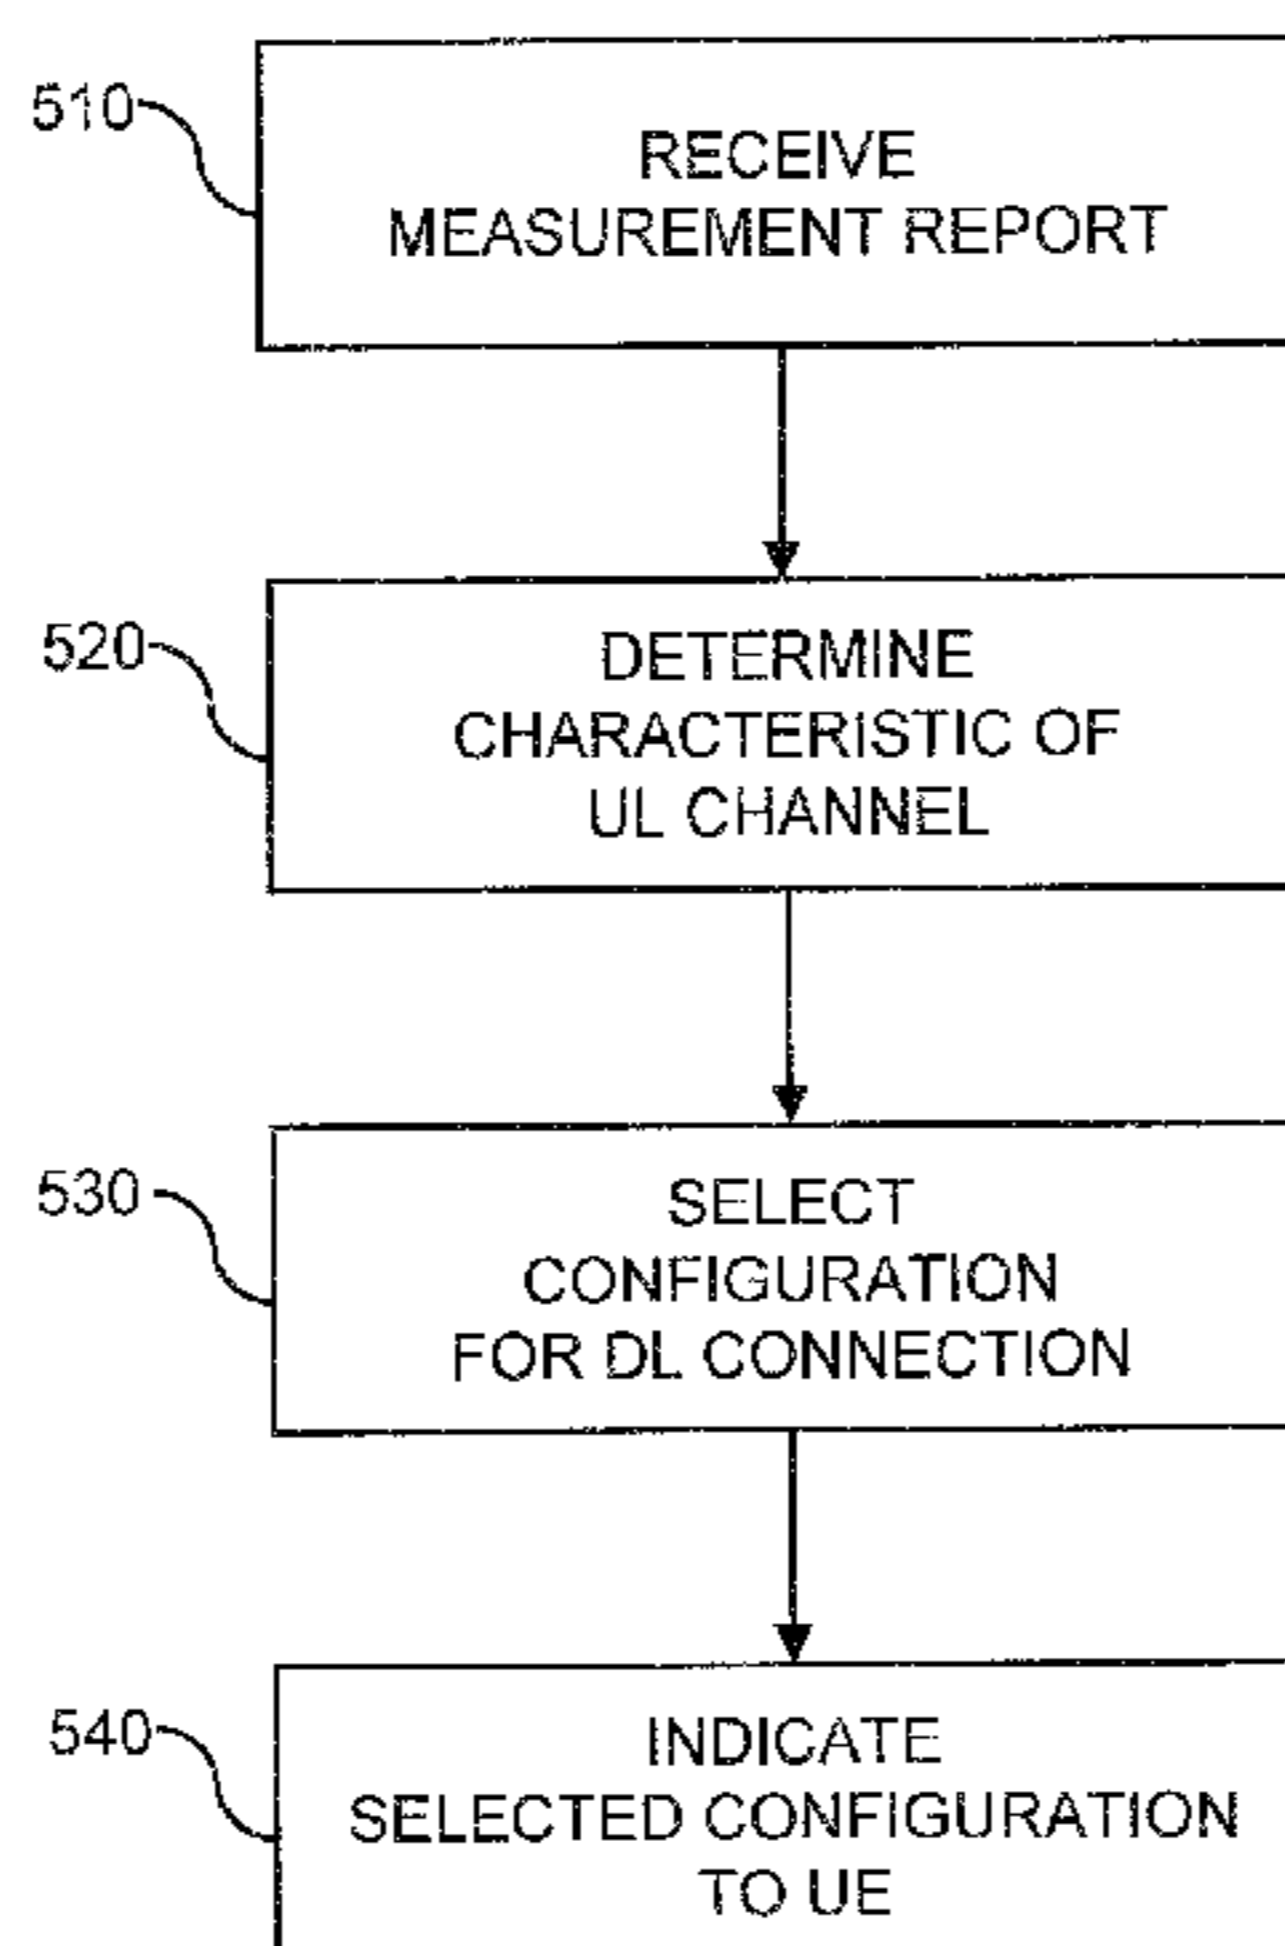 510
RECEIVE
MEASUREMENT REPORT
520
DETERMINE
CHARACTERISTIC OF
UL CHANNEL
530
SELECT
CONFIGURATION
FOR DL CONNECTION
540
INDICATE
SELECTED CONFIGURATION
TO UE